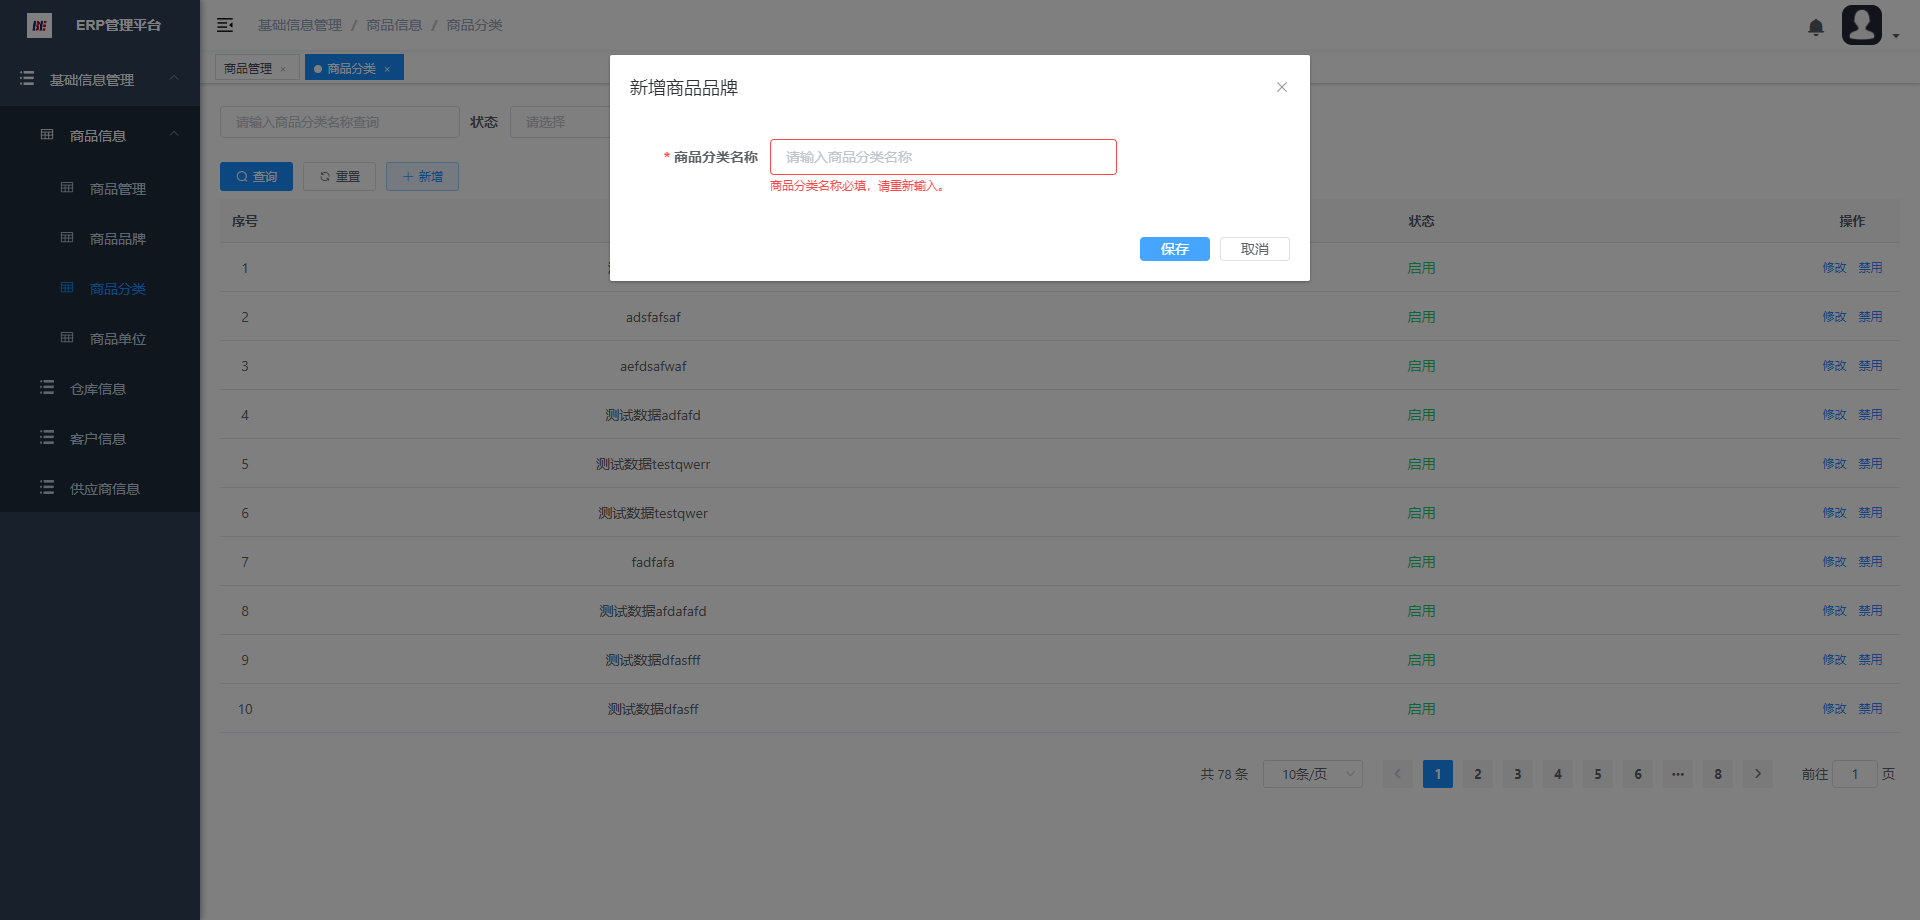 ERP管理平台
基础信息管理 / 商品信息 / 商品分类
基础信息管理
商品管理 ×
商品分类 ×
新增商品品牌
请输入商品分类名称查询 状态 请选择
商品信息
* 商品分类名称 请输入商品分类名称
商品分类名称必填，请重新输入。
查询 重置 + 新增
商品管理
商品品牌
商品分类
商品单位
仓库信息
客户信息
供应商信息
保存 取消
序号 状态 操作
1 启用 修改 禁用
2 adsfafsaf 启用 修改 禁用
3 aefdsafwaf 启用 修改 禁用
4 测试数据adfafd 启用 修改 禁用
5 测试数据testqwerr 启用 修改 禁用
6 测试数据testqwer 启用 修改 禁用
7 fadfafa 启用 修改 禁用
8 测试数据afdafafd 启用 修改 禁用
9 测试数据dfasfff 启用 修改 禁用
10 测试数据dfasff 启用 修改 禁用
共 78 条 10条/页 1 2 3 4 5 6 ··· 8 前往 1 页